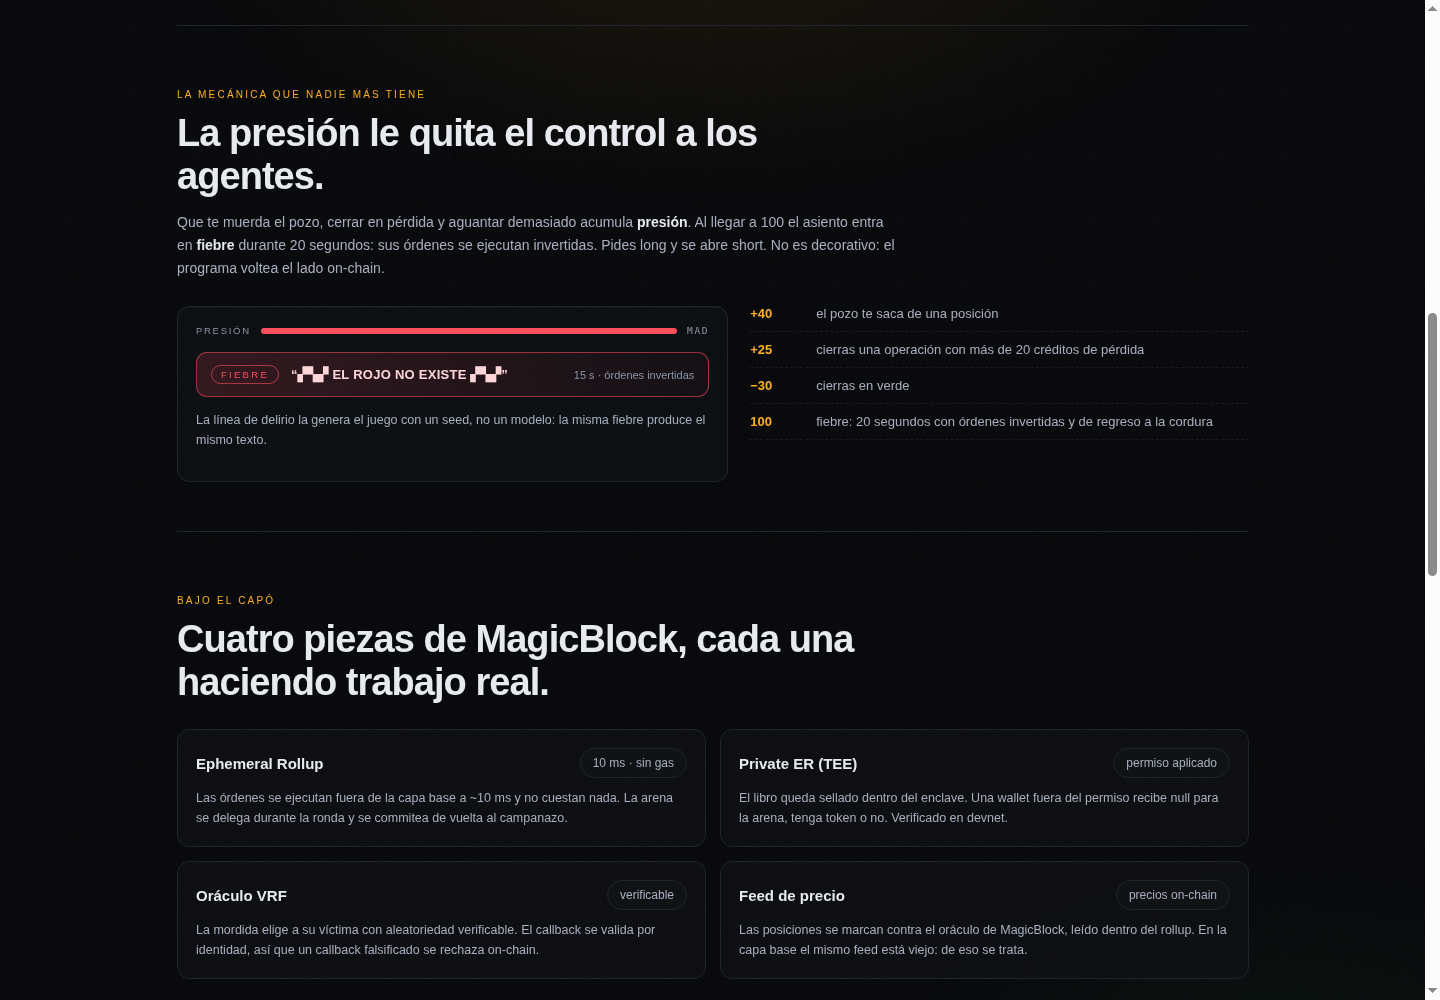 LA MECÁNICA QUE NADIE MÁS TIENE
La presión le quita el control a los
agentes.
Que te muerda el pozo, cerrar en pérdida y aguantar demasiado acumula presión. Al llegar a 100 el asiento entra
en fiebre durante 20 segundos: sus órdenes se ejecutan invertidas. Pides long y se abre short. No es decorativo: el
programa voltea el lado on-chain.
PRESIÓN MAD
FIEBRE “▞▚▞ EL ROJO NO EXISTE ▞▚▞” 15 s · órdenes invertidas
La línea de delirio la genera el juego con un seed, no un modelo: la misma fiebre produce el
mismo texto.
+40 el pozo te saca de una posición
+25 cierras una operación con más de 20 créditos de pérdida
−30 cierras en verde
100 fiebre: 20 segundos con órdenes invertidas y de regreso a la cordura
BAJO EL CAPÓ
Cuatro piezas de MagicBlock, cada una
haciendo trabajo real.
Ephemeral Rollup 10 ms · sin gas
Las órdenes se ejecutan fuera de la capa base a ~10 ms y no cuestan nada. La arena
se delega durante la ronda y se commitea de vuelta al campanazo.
Private ER (TEE) permiso aplicado
El libro queda sellado dentro del enclave. Una wallet fuera del permiso recibe null para
la arena, tenga token o no. Verificado en devnet.
Oráculo VRF verificable
La mordida elige a su víctima con aleatoriedad verificable. El callback se valida por
identidad, así que un callback falsificado se rechaza on-chain.
Feed de precio precios on-chain
Las posiciones se marcan contra el oráculo de MagicBlock, leído dentro del rollup. En la
capa base el mismo feed está viejo: de eso se trata.